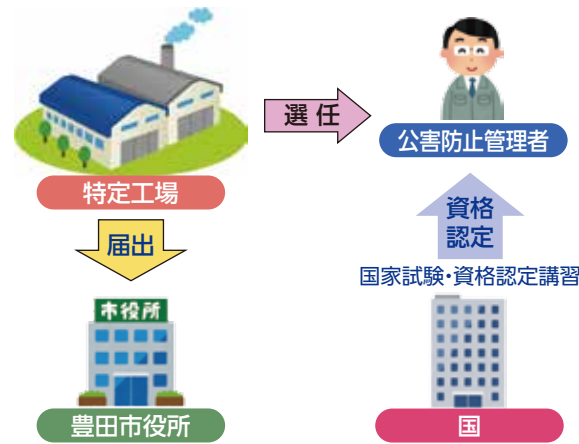 選任
公害防止管理者
特定工場
届出
資格
認定
国家試験・資格認定講習
市役所
豊田市役所
国